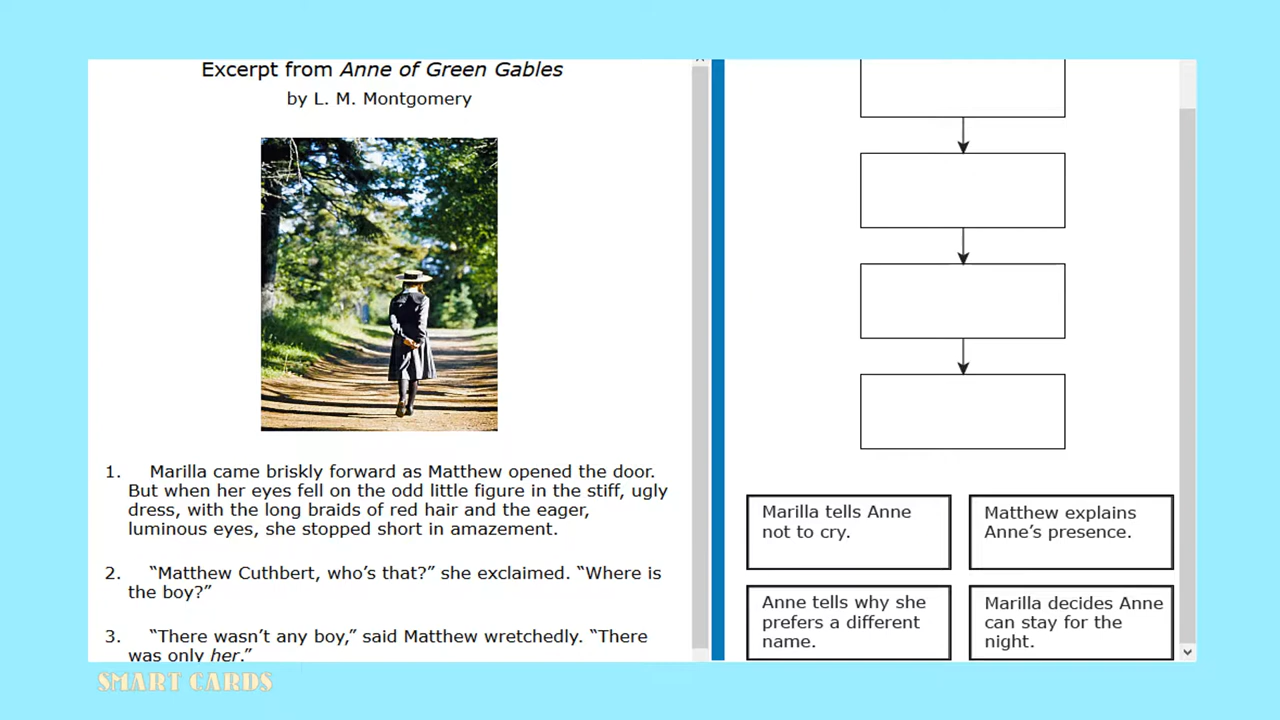 Excerpt from Anne of Green Gables
by L. M. Montgomery
1. Marilla came briskly forward as Matthew opened the door.
But when her eyes fell on the odd little figure in the stiff, ugly
dress, with the long braids of red hair and the eager,
luminous eyes, she stopped short in amazement.
2. “Matthew Cuthbert, who’s that?” she exclaimed. “Where is
the boy?”
3. “There wasn’t any boy,” said Matthew wretchedly. “There
was only her.”
Marilla tells Anne
not to cry.
Matthew explains
Anne’s presence.
Anne tells why she
prefers a different
name.
Marilla decides Anne
can stay for the
night.
SMART CARDS